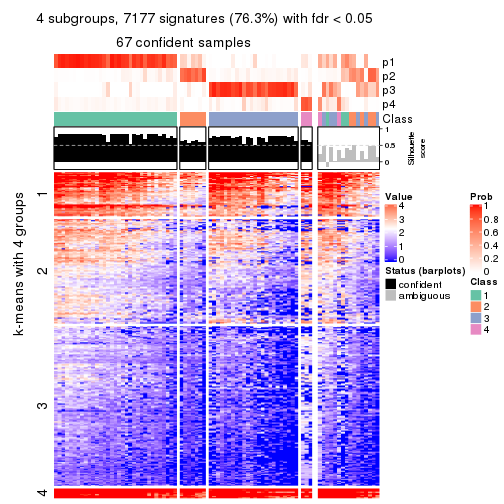 4 subgroups, 7177 signatures (76.3%) with fdr < 0.05
67 confident samples
p1
p2
p3
p4
Class
1
0.5
0
Silhouette
score
k-means with 4 groups
1
2
3
4
Value
4
3
2
1
0
Status (barplots)
confident
ambiguous
Prob
1
0.8
0.6
0.4
0.2
0
Class
1
2
3
4